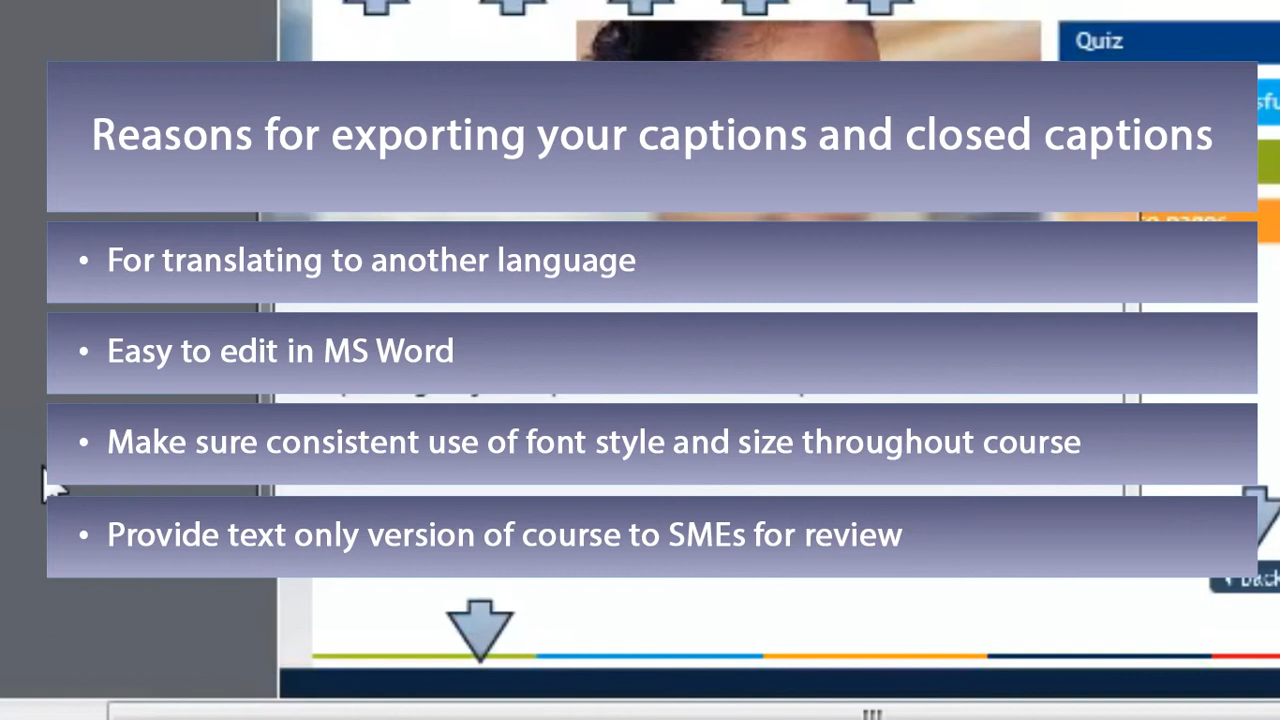 Quiz
Reasons for exporting your captions and closed captions
• For translating to another language
• Easy to edit in MS Word
• Make sure consistent use of font style and size throughout course
• Provide text only version of course to SMEs for review